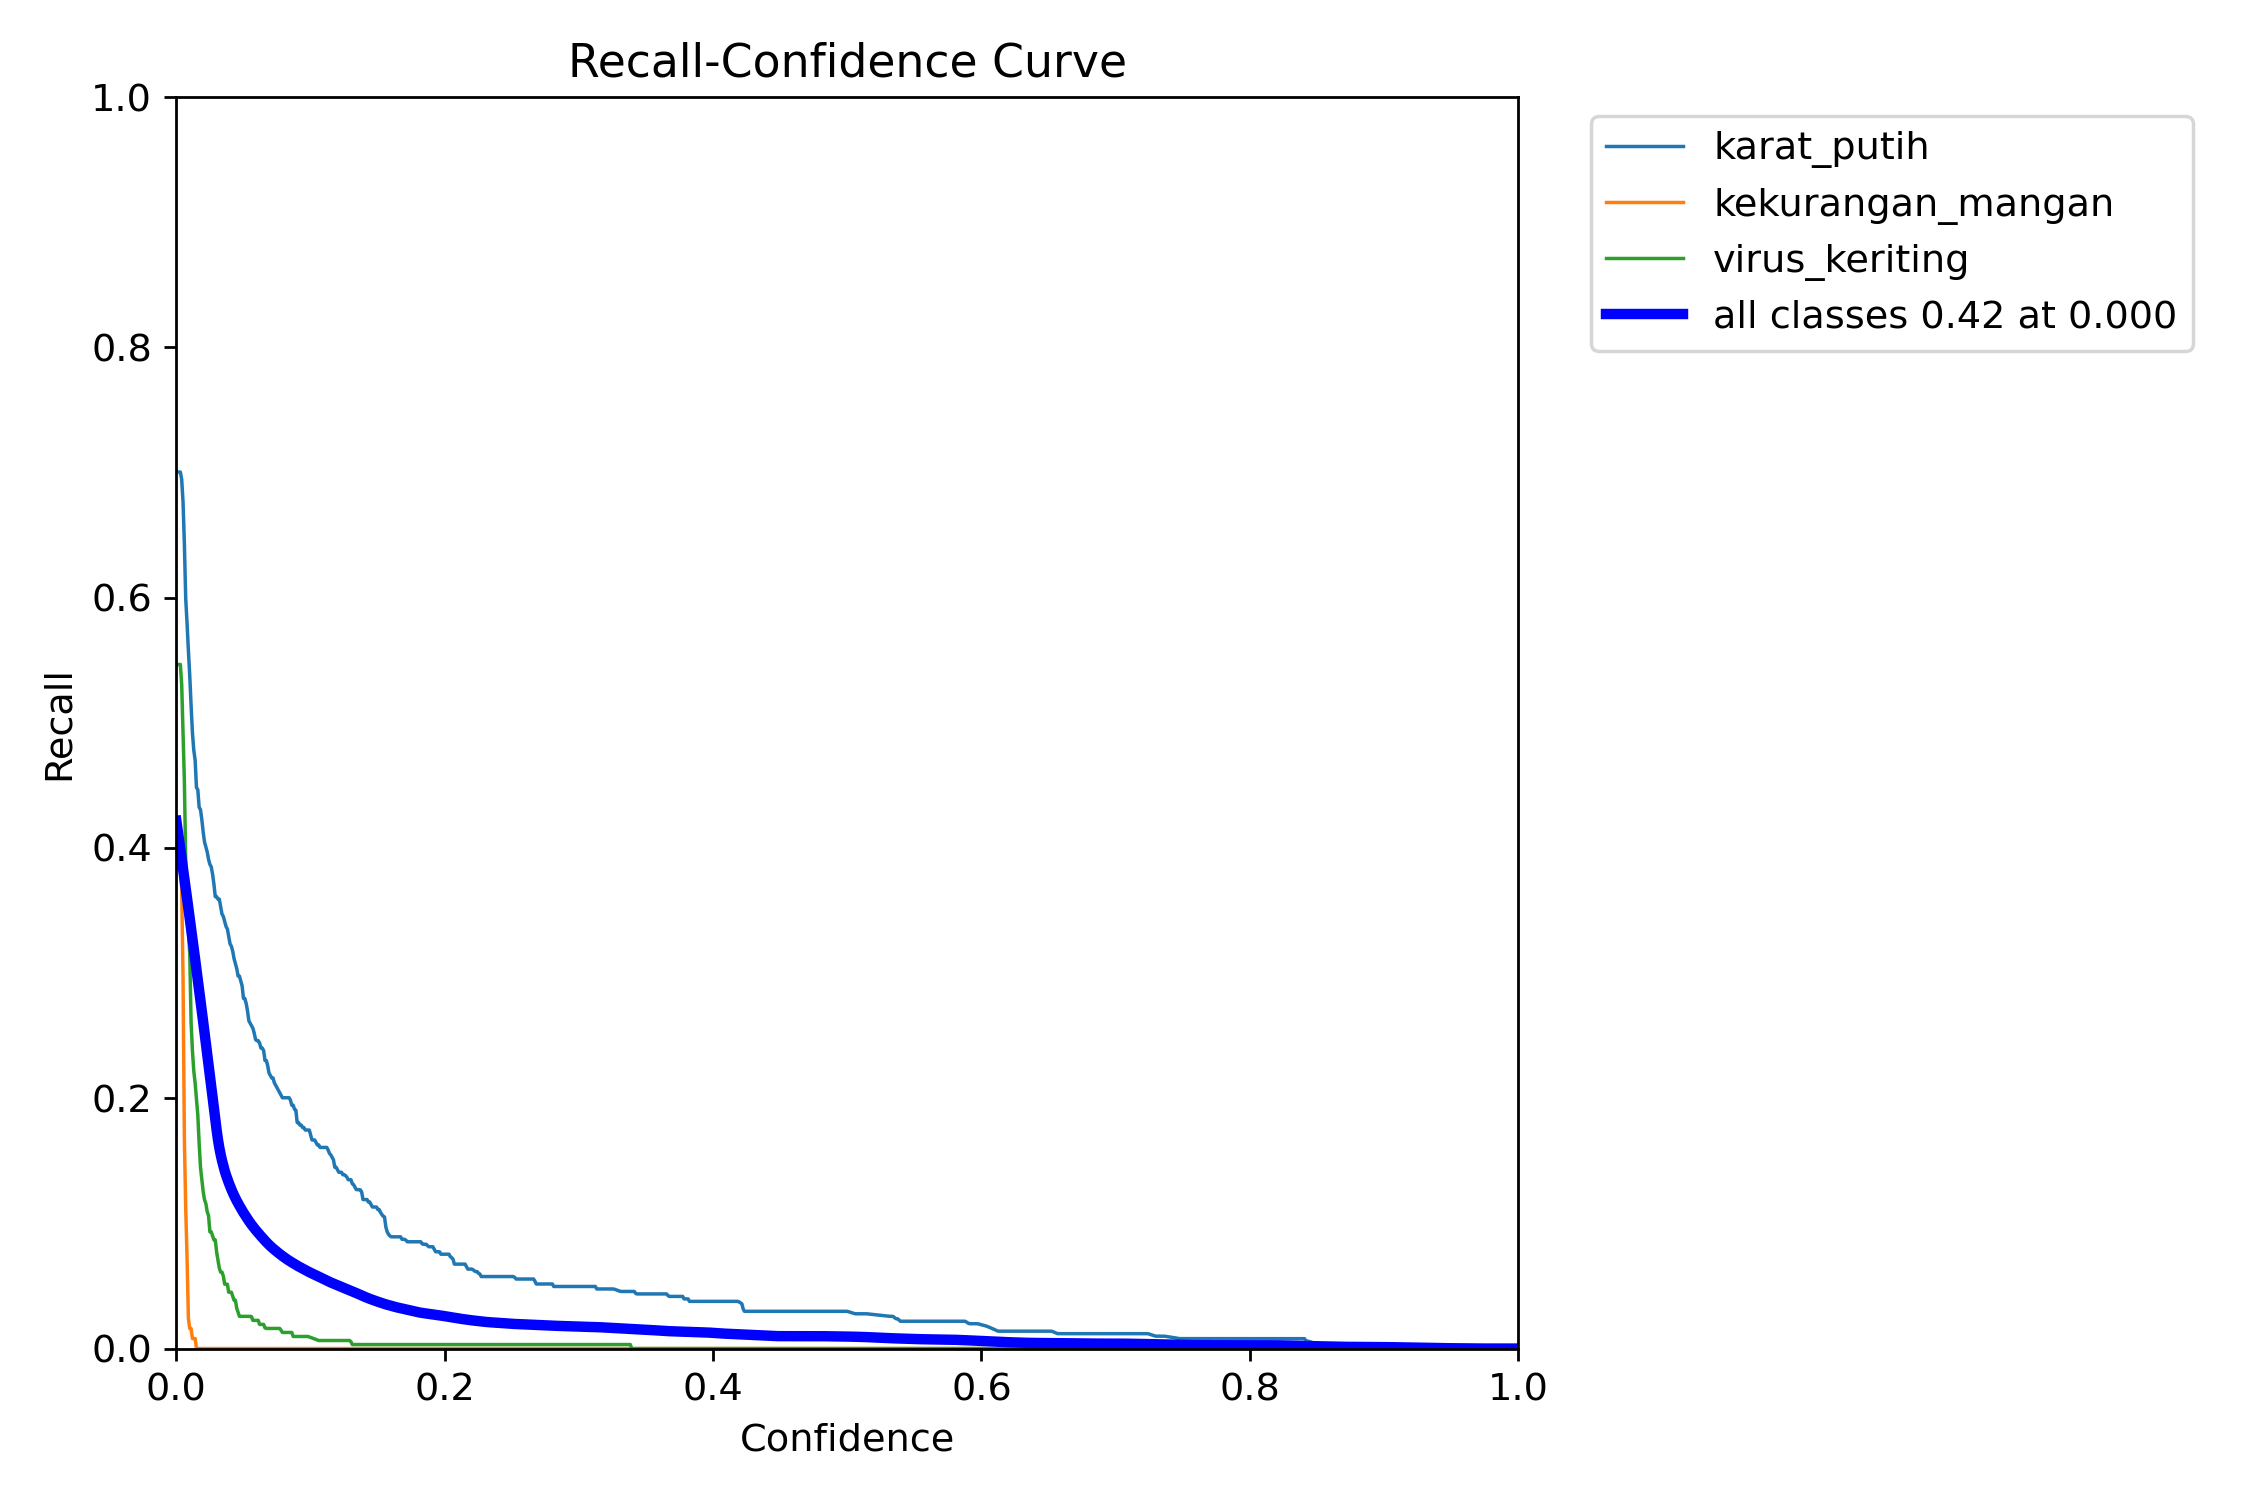 Recall-Confidence Curve
1.0
0.8
0.6
0.4
0.2
0.0
Recall
0.0 0.2 0.4 0.6 0.8 1.0
Confidence
karat_putih
kekurangan_mangan
virus_keriting
all classes 0.42 at 0.000